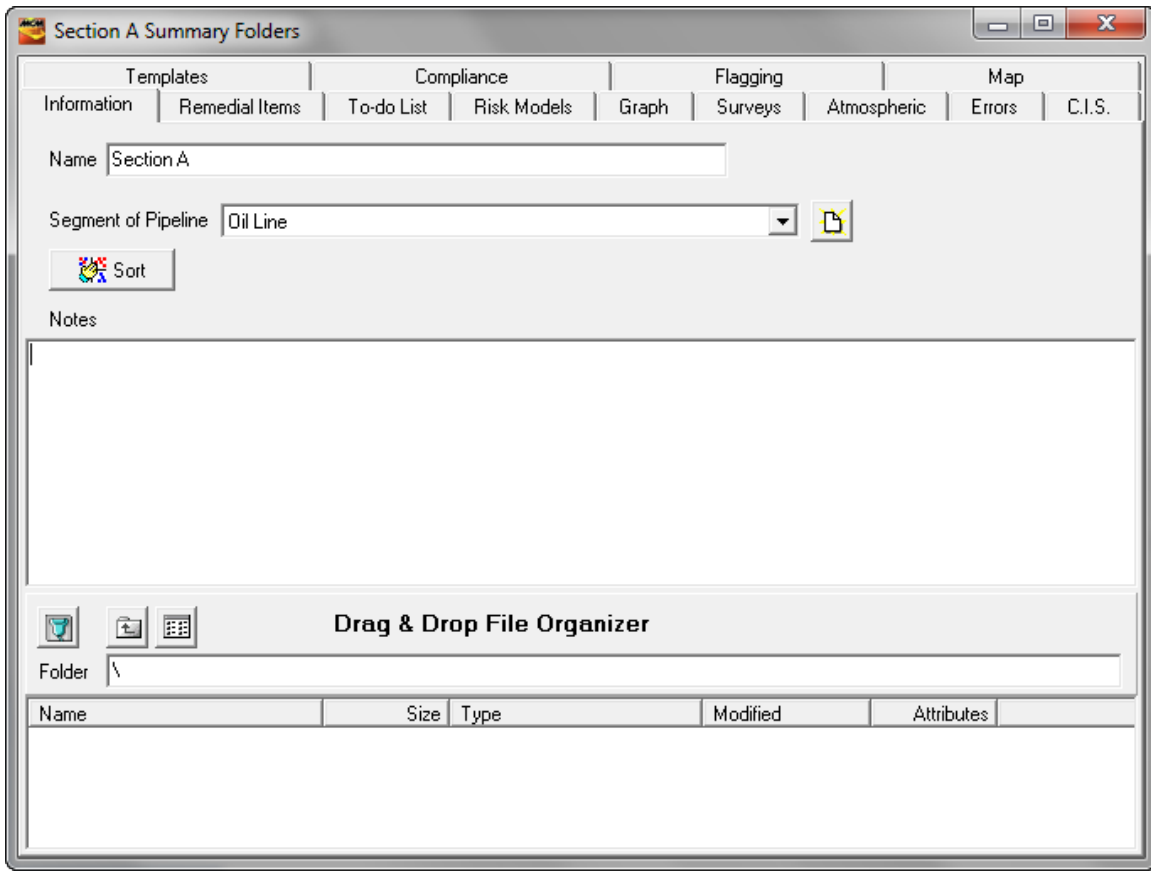 MCM Section A Summary Folders
Templates Compliance Flagging Map
Information Remedial Items To-do List Risk Models Graph Surveys Atmospheric Errors C.I.S.
Name Section A
Segment of Pipeline Oil Line
Sort
Notes
Drag & Drop File Organizer
Folder \
Name Size Type Modified Attributes